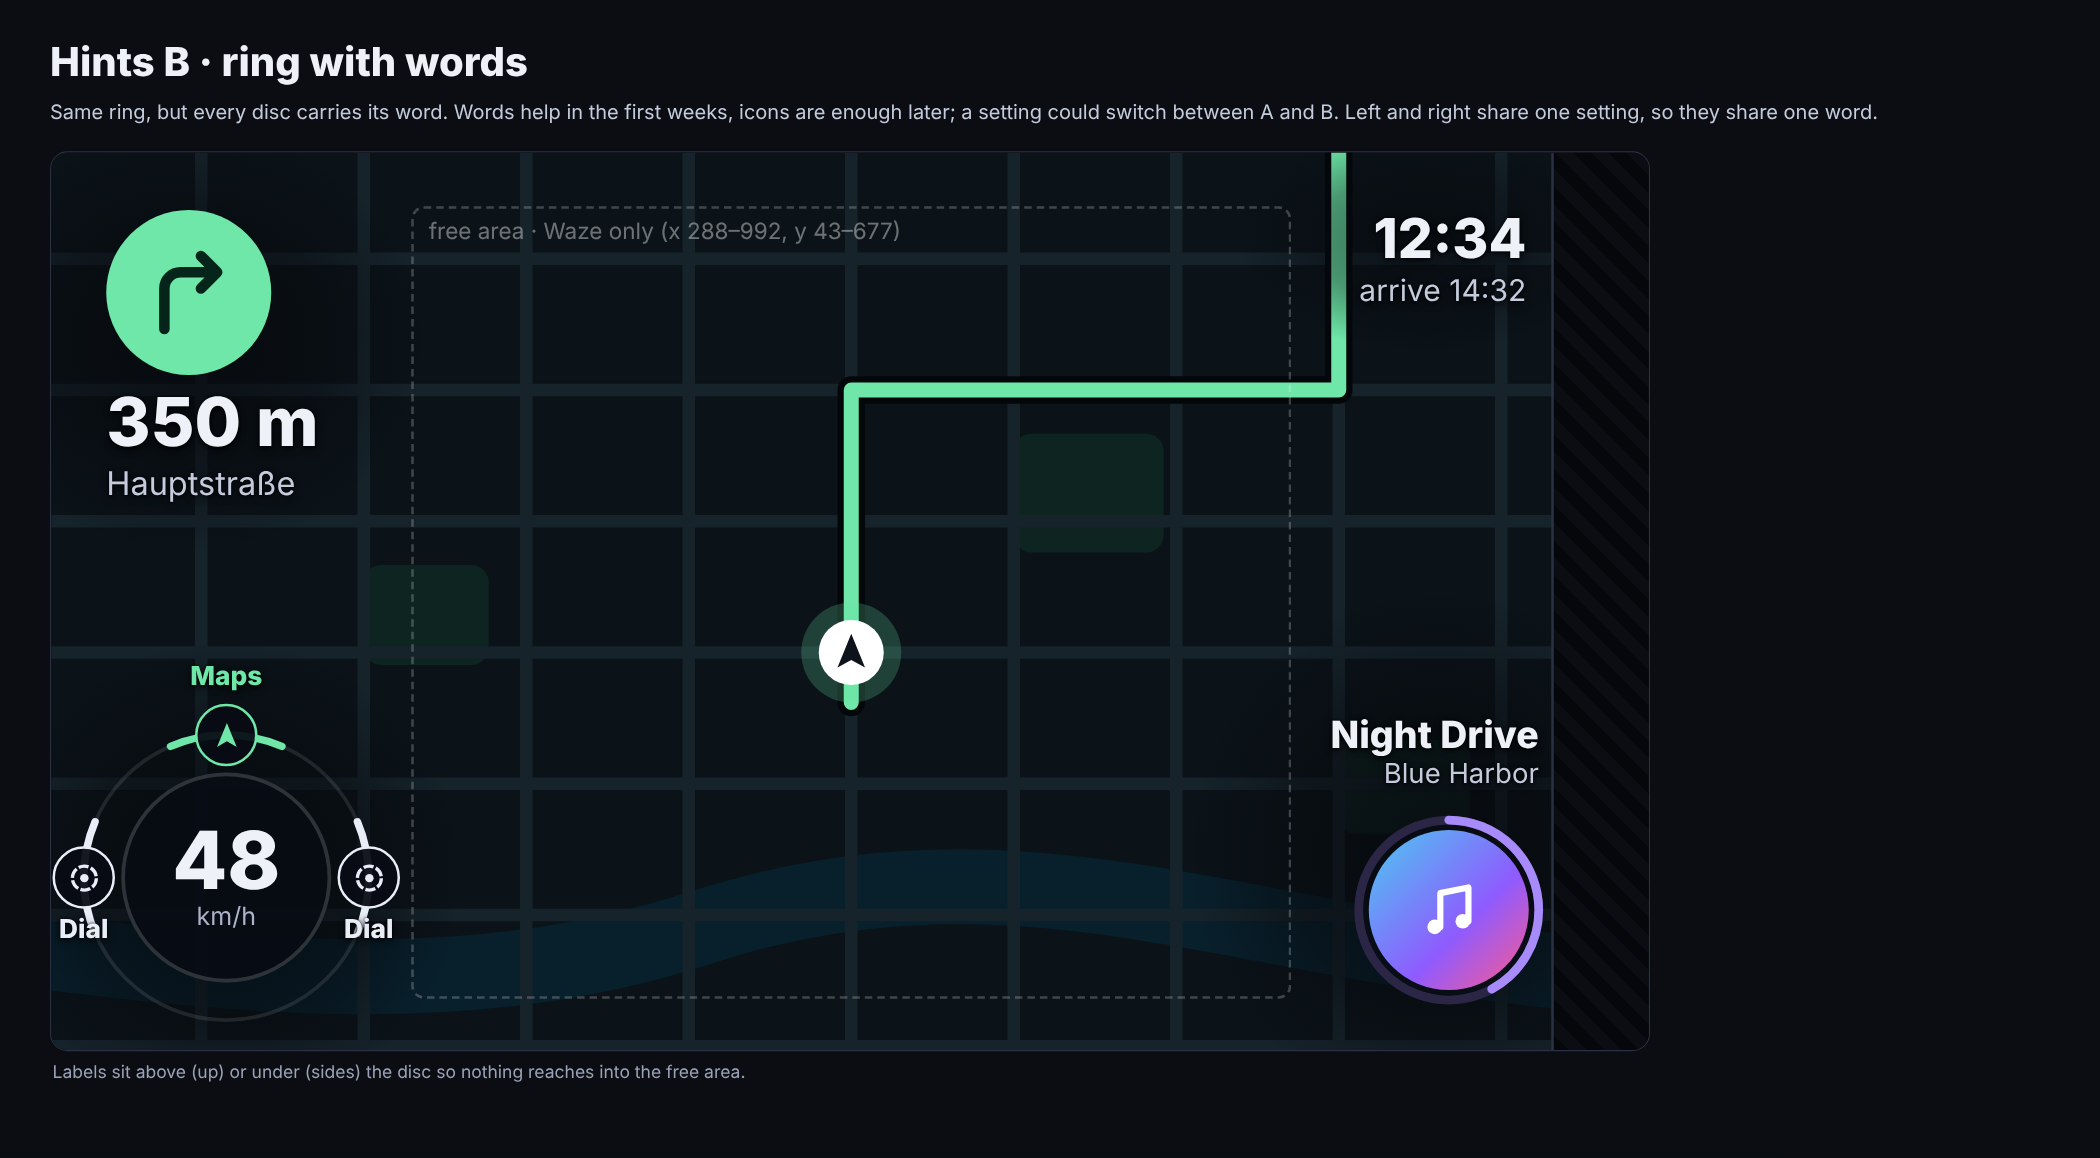 Hints B · ring with words
Same ring, but every disc carries its word. Words help in the first weeks, icons are enough later; a setting could switch between A and B. Left and right share one setting, so they share one word.
free area · Waze only (x 288–992, y 43–677)
12:34
arrive 14:32
350 m
Hauptstraße
Maps
Night Drive
Blue Harbor
48
km/h
Dial
Dial
Labels sit above (up) or under (sides) the disc so nothing reaches into the free area.